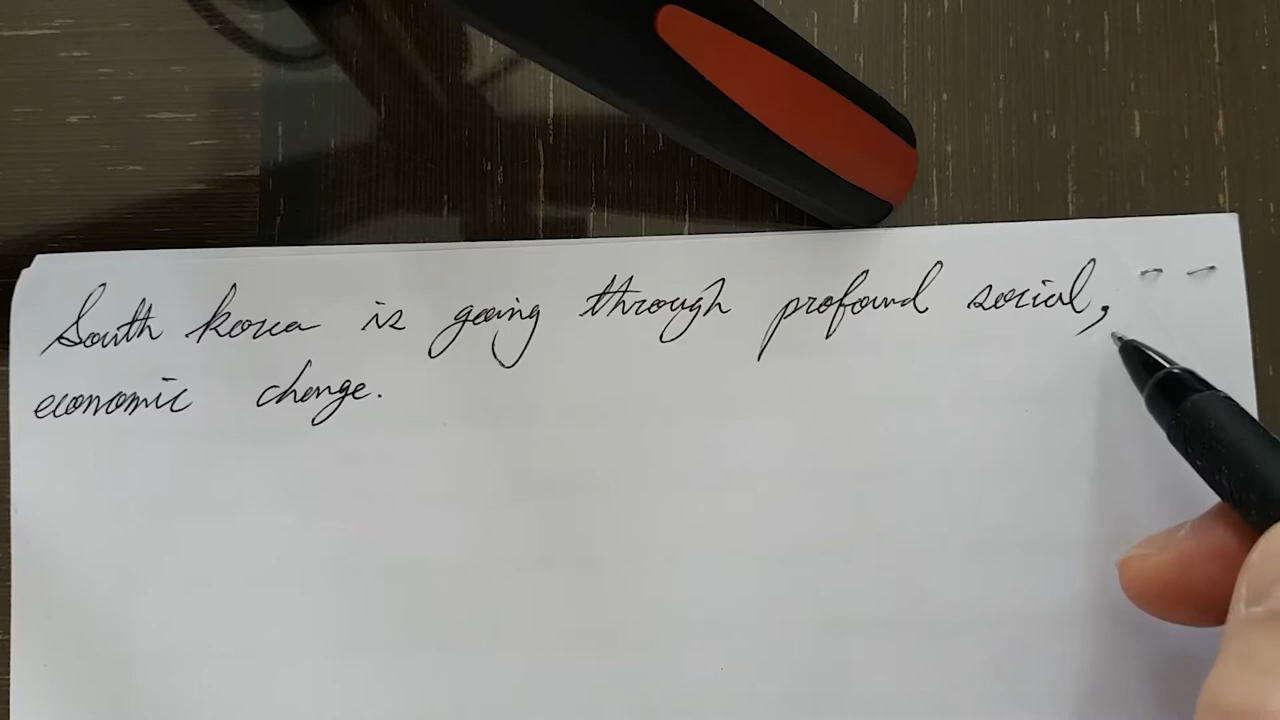 South korea is going through profound social,
economic change.